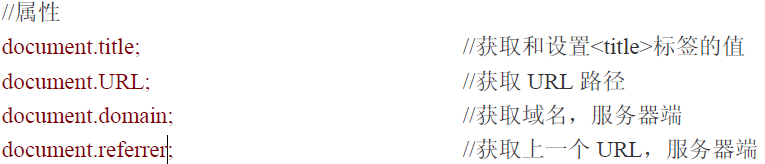 //属性
document.title; //获取和设置<title>标签的值
document.URL; //获取 URL 路径
document.domain; //获取域名，服务器端
document.referrer; //获取上一个 URL，服务器端